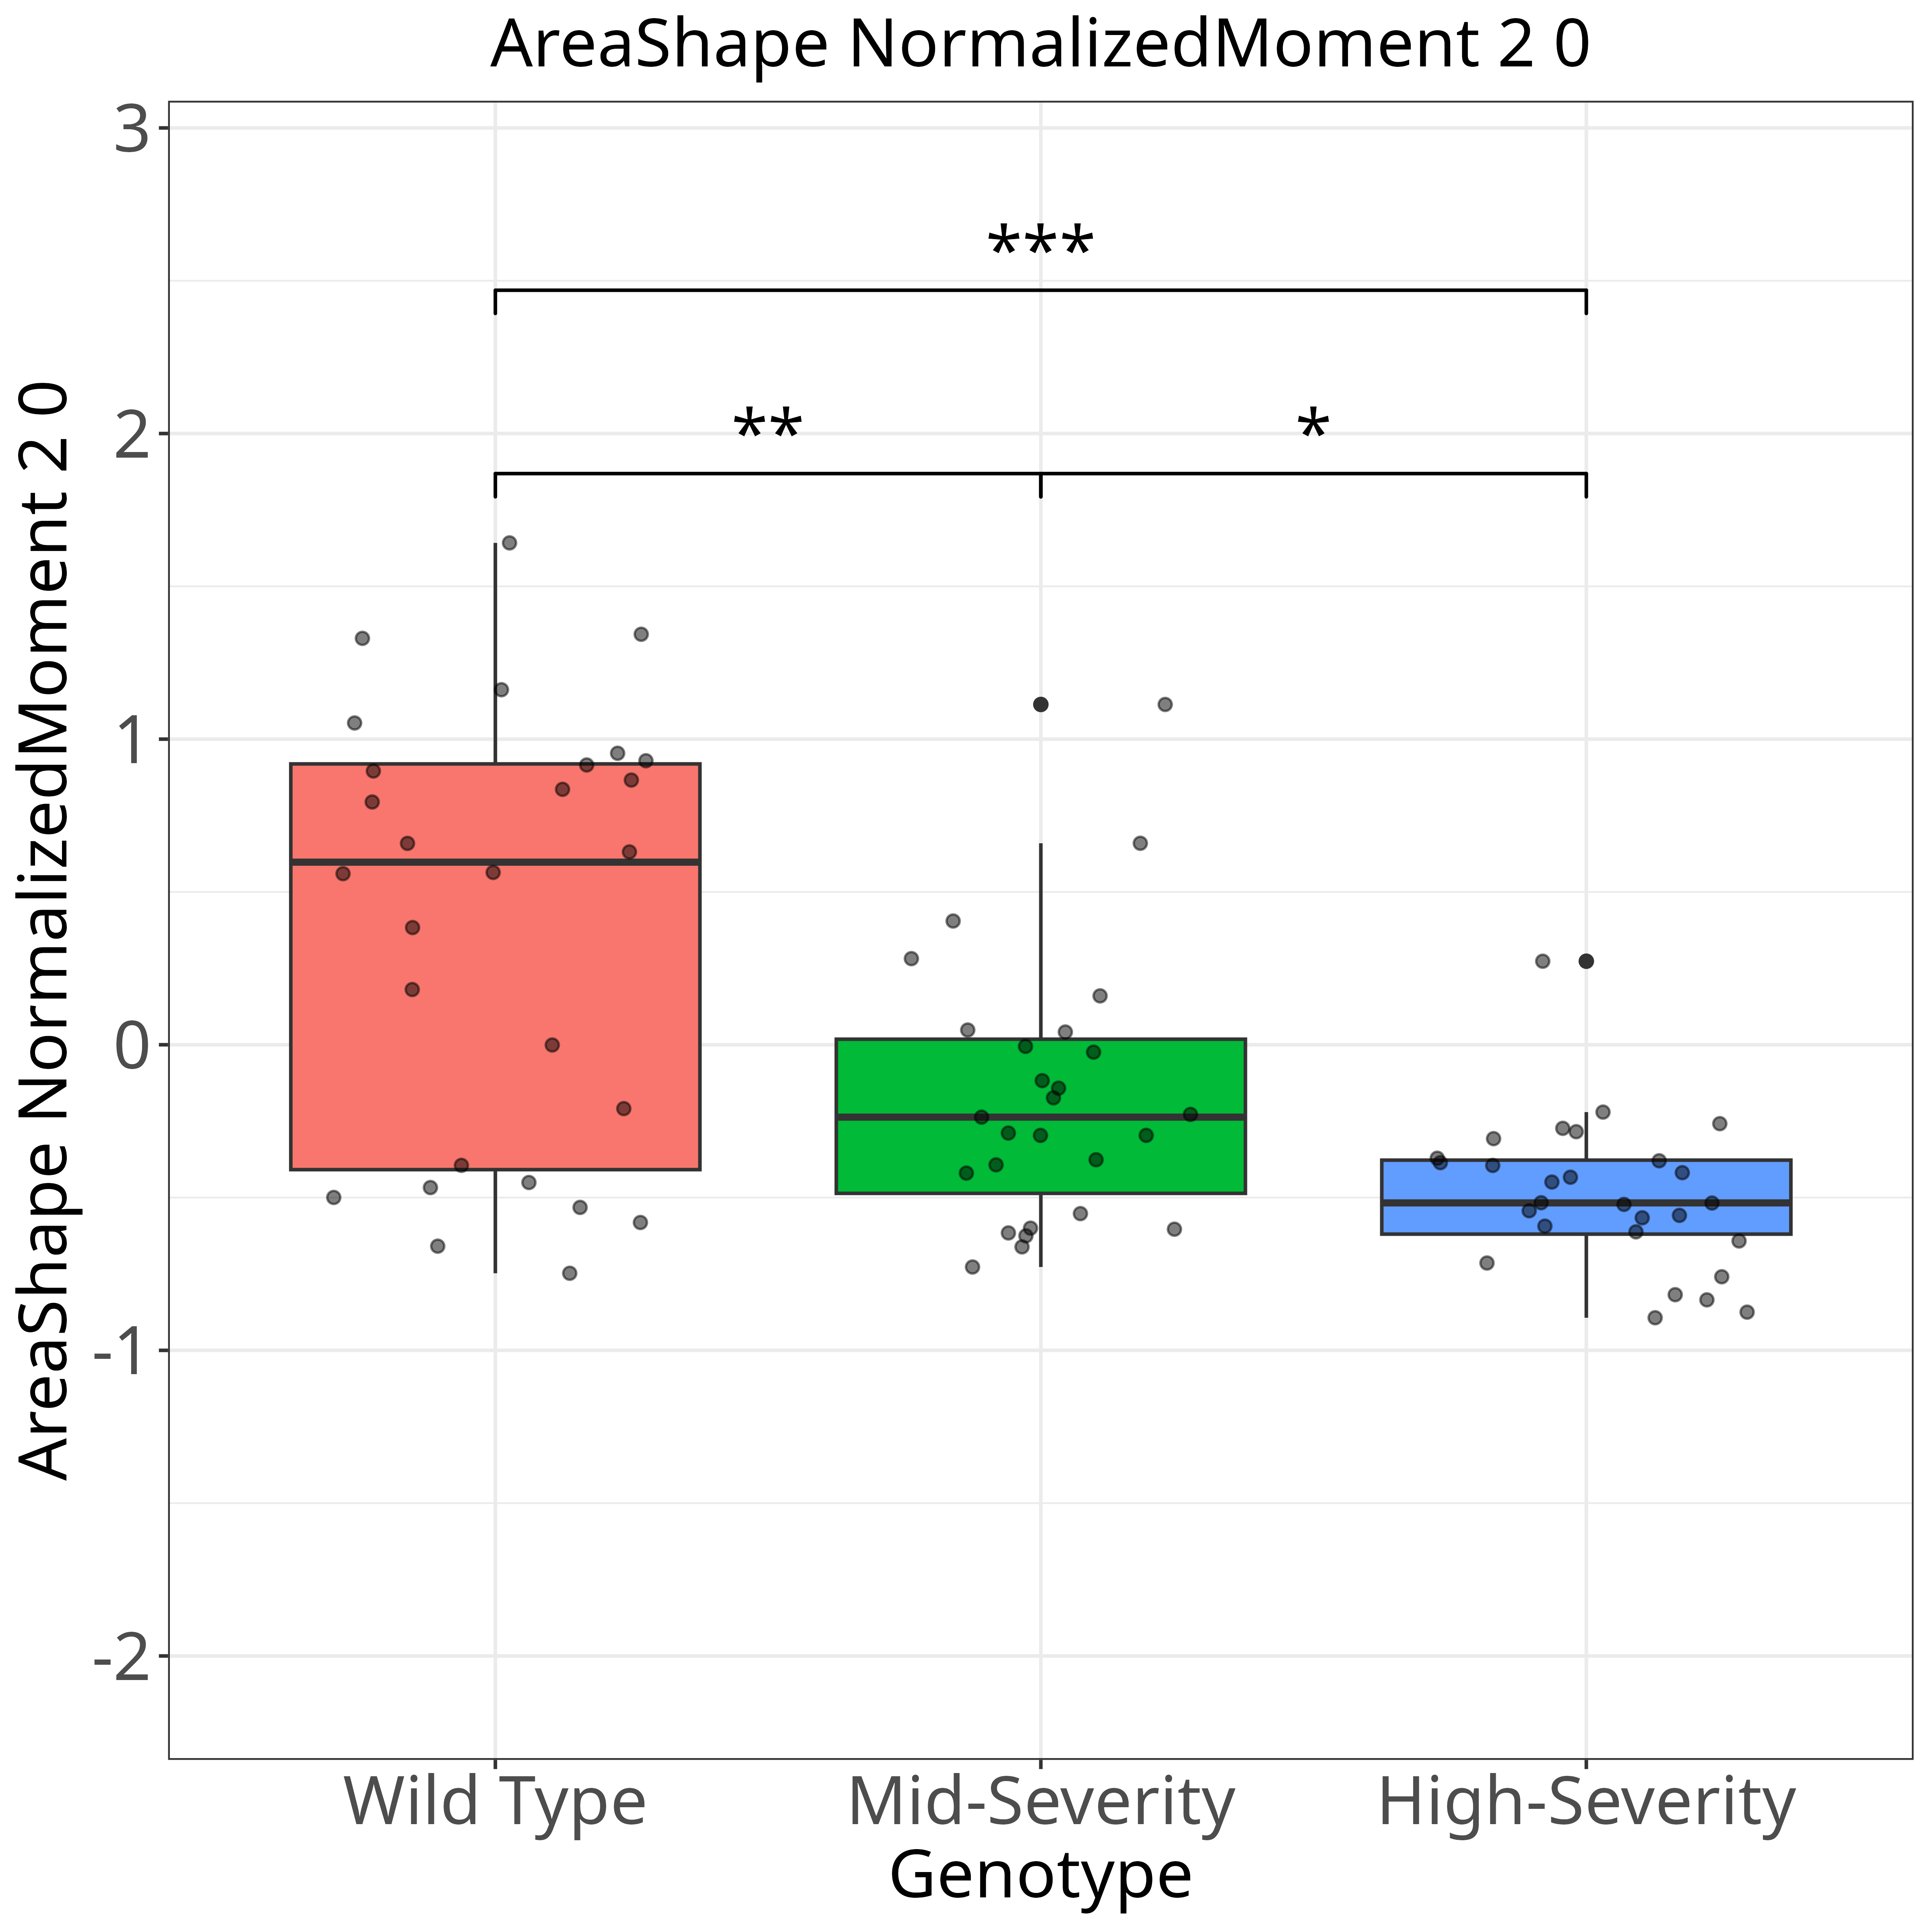 AreaShape NormalizedMoment 2 0
AreaShape NormalizedMoment 2 0
3
2
1
0
-1
-2
***
**
*
Wild Type
Mid-Severity
High-Severity
Genotype